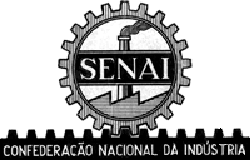 SENAI
CONFEDERAÇÃO NACIONAL DA INDÚSTRIA